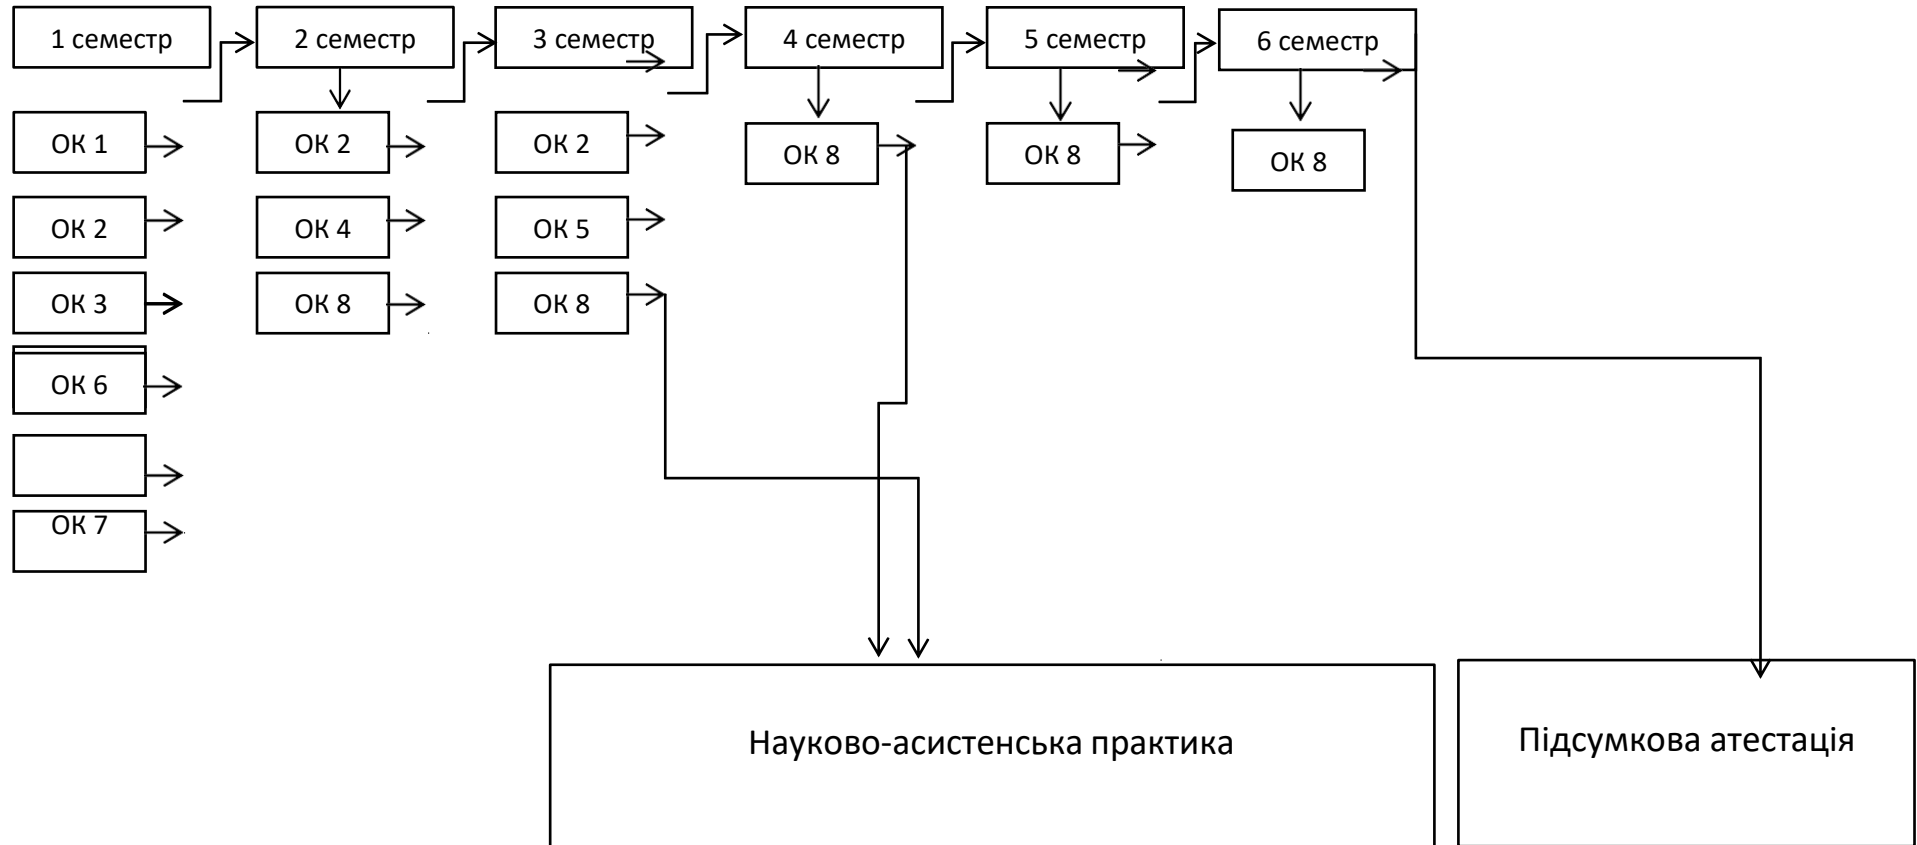 1 семестр
2 семестр
3 семестр
4 семестр
5 семестр
6 семестр
ОК 1
ОК 2
ОК 2
ОК 8
ОК 8
ОК 8
ОК 2
ОК 4
ОК 5
ОК 3
ОК 8
ОК 8
ОК 6
ОК 7
Науково-асистенська практика
Підсумкова атестація